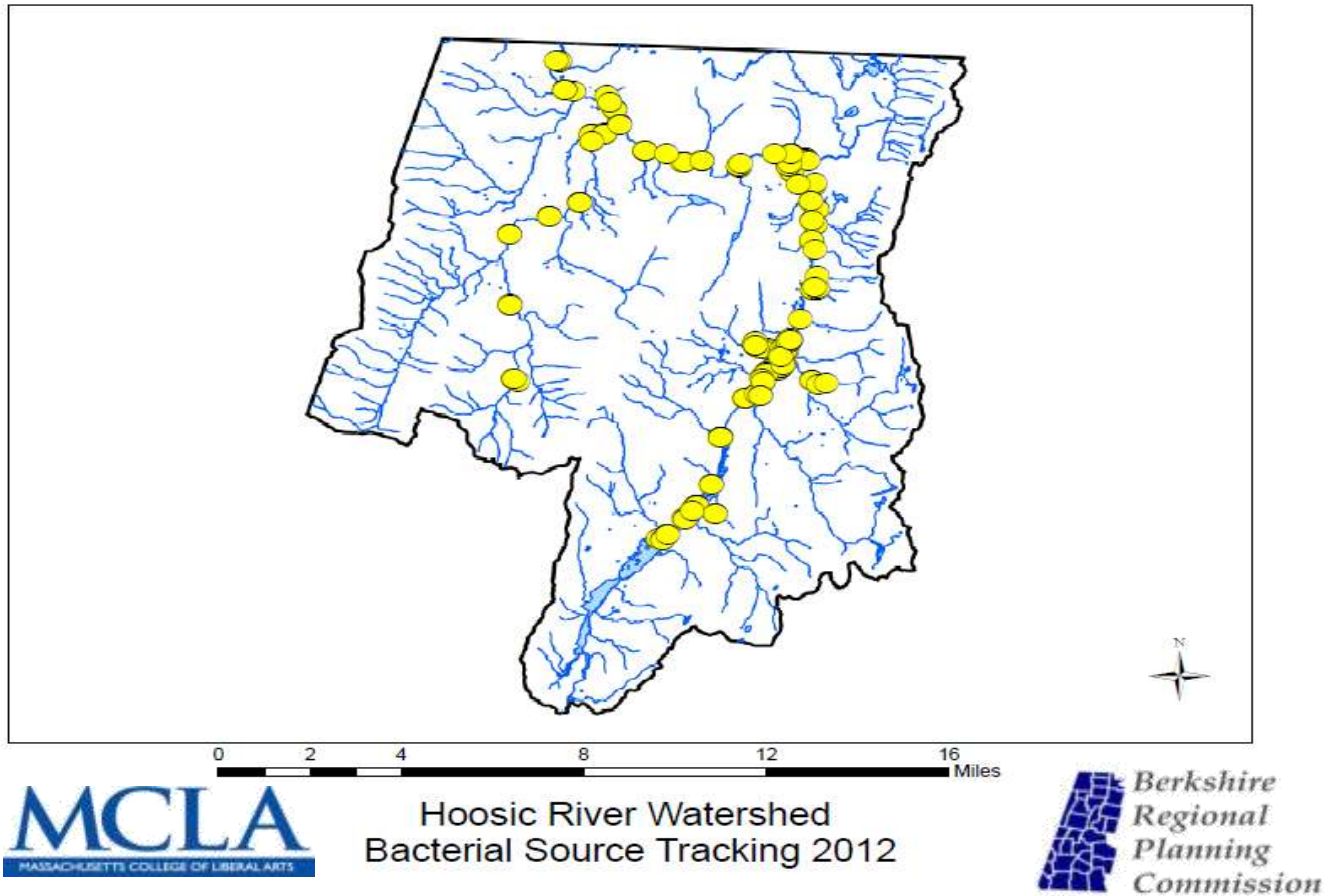 N
0 2 4 8 12 16
Miles
MCLA
MASSACHUSETTS COLLEGE OF LIBERAL ARTS
Hoosic River Watershed
Bacterial Source Tracking 2012
Berkshire
Regional
Planning
Commission